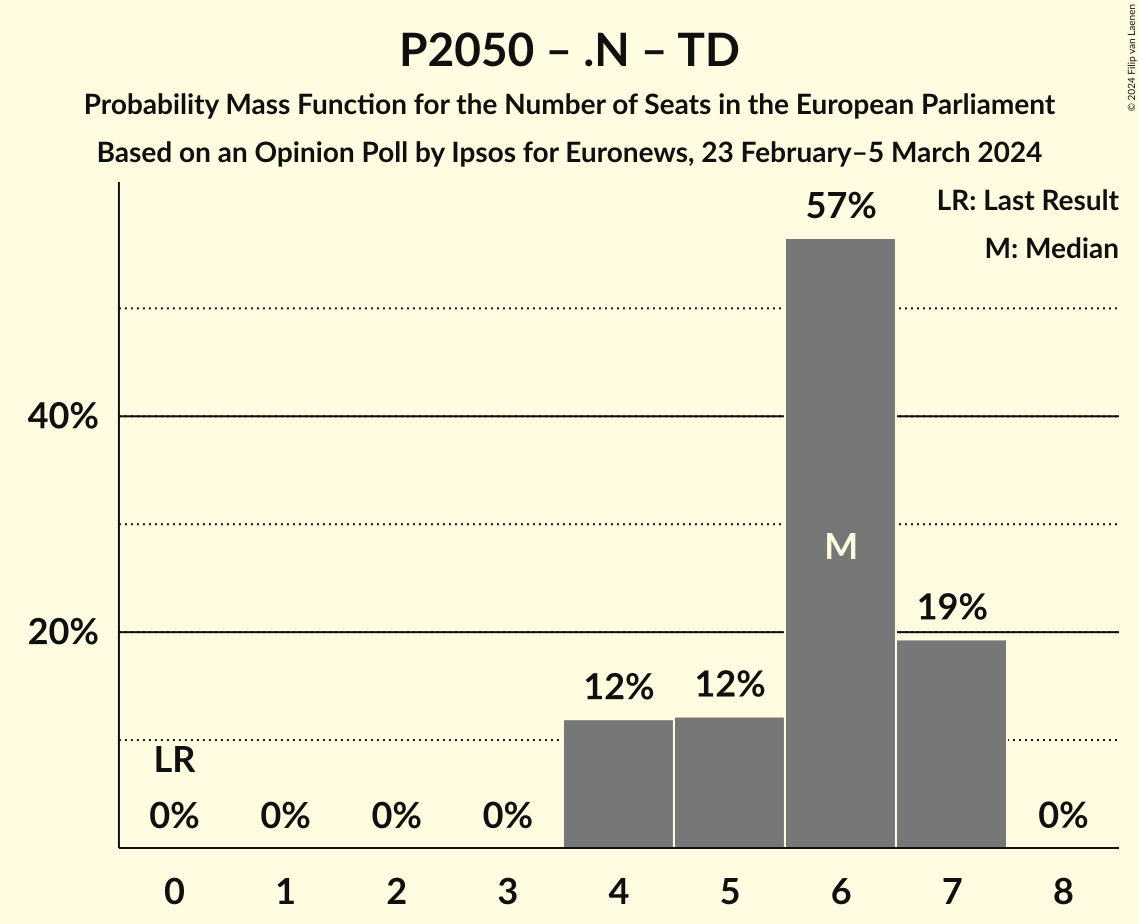 P2050 – .N – TD
Probability Mass Function for the Number of Seats in the European Parliament
Based on an Opinion Poll by Ipsos for Euronews, 23 February–5 March 2024
© 2024 Filip van Laenen
LR: Last Result
M: Median
57%
40%
M
19%
20%
12%
12%
LR
0%
0%
0%
0%
0%
0 1 2 3 4 5 6 7 8